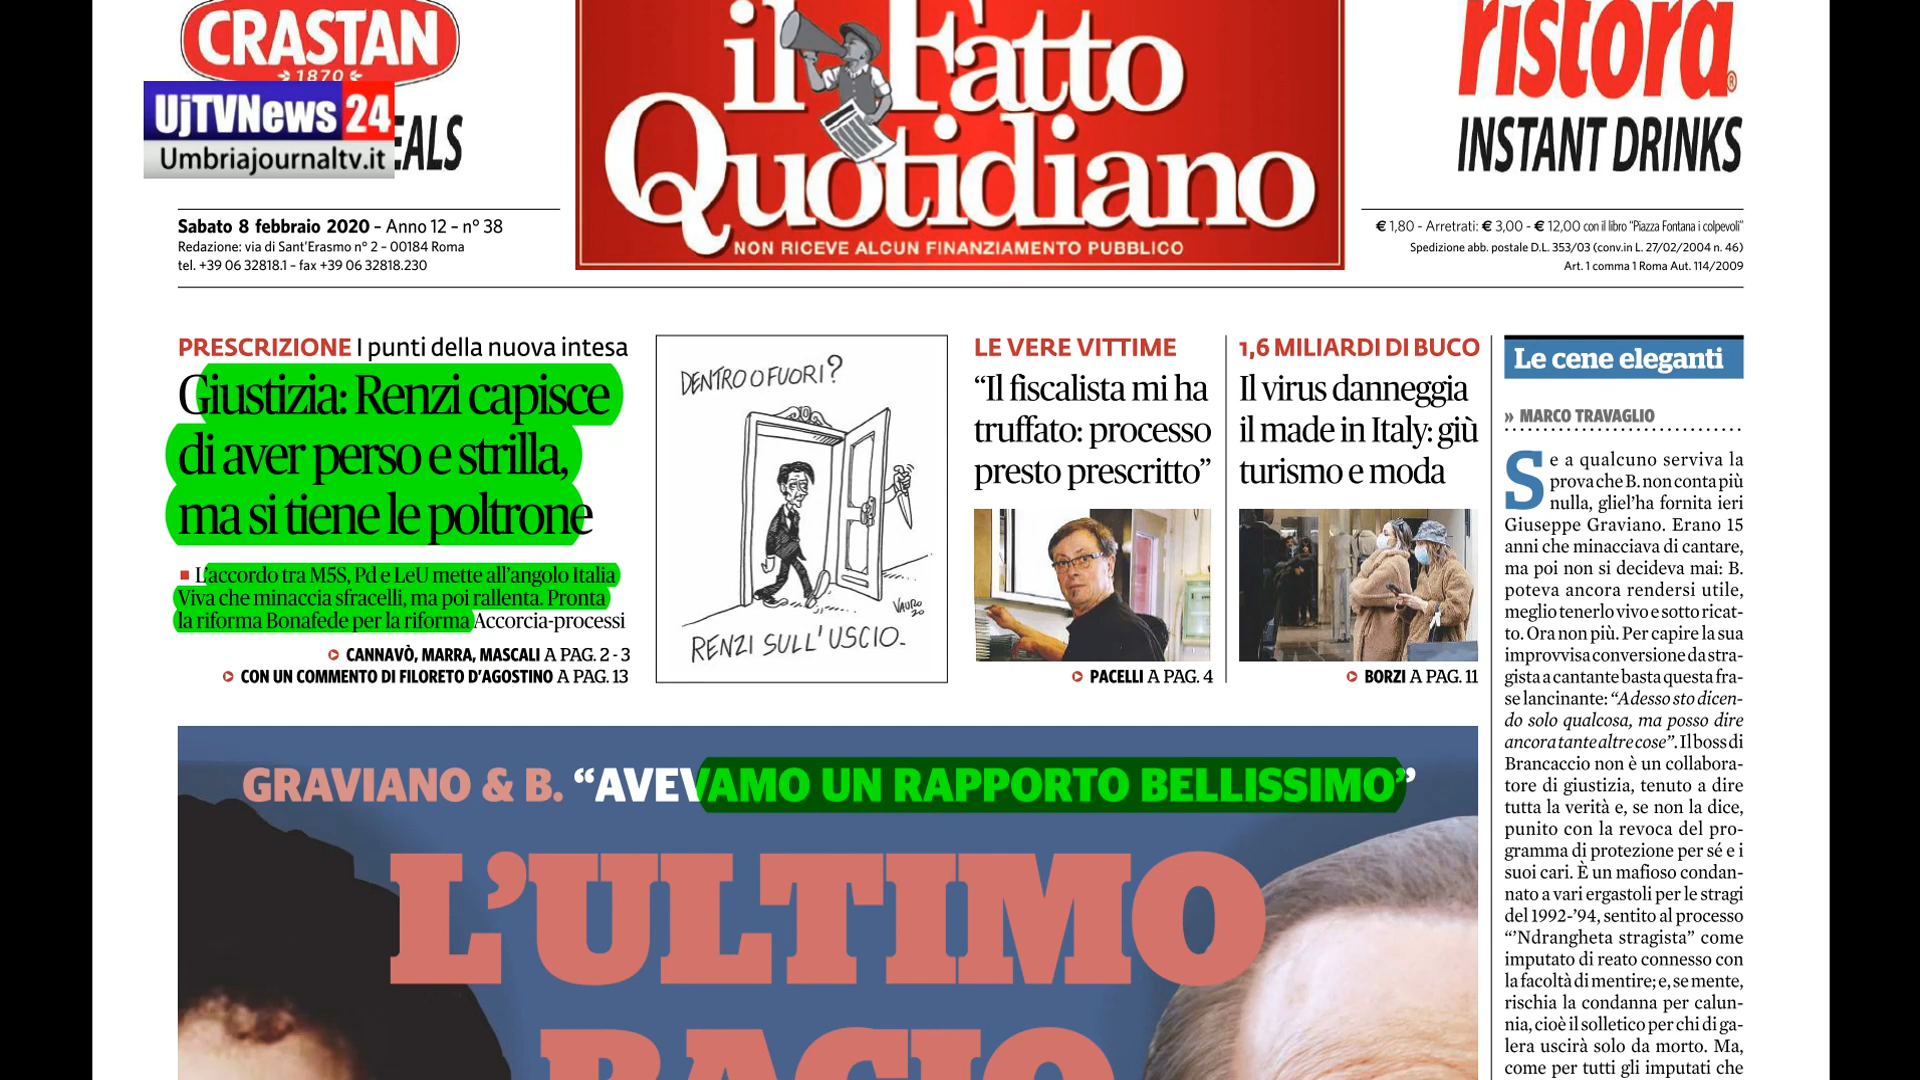 CRASTAN
1870
UjTVNews 24
Umbriajournaltv.it
EALS
il Fatto
Quotidiano
NON RICEVE ALCUN FINANZIAMENTO PUBBLICO
ristora
®
INSTANT DRINKS
Sabato 8 febbraio 2020 – Anno 12 – n° 38
Redazione: via di Sant'Erasmo n° 2 – 00184 Roma
tel. +39 06 32818.1 – fax +39 06 32818.230
€ 1,80 - Arretrati: € 3,00 - € 12,00 con il libro "Piazza Fontana i colpevoli"
Spedizione abb. postale D.L. 353/03 (conv.in L. 27/02/2004 n. 46)
Art. 1 comma 1 Roma Aut. 114/2009
PRESCRIZIONE I punti della nuova intesa
Giustizia: Renzi capisce
di aver perso e strilla,
ma si tiene le poltrone
L'accordo tra M5S, Pd e LeU mette all'angolo Italia
Viva che minaccia sfracelli, ma poi rallenta. Pronta
la riforma Bonafede per la riforma Accorcia-processi
CANNAVÒ, MARRA, MASCALI A PAG. 2 - 3
CON UN COMMENTO DI FILORETO D'AGOSTINO A PAG. 13
DENTRO O FUORI?
VAURO
20
RENZI SULL'USCIO.
LE VERE VITTIME
“Il fiscalista mi ha
truffato: processo
presto prescritto”
PACELLI A PAG. 4
1,6 MILIARDI DI BUCO
Il virus danneggia
il made in Italy: giù
turismo e moda
BORZI A PAG. 11
Le cene eleganti
» MARCO TRAVAGLIO
Se a qualcuno serviva la
prova che B. non conta più
nulla, gliel'ha fornita ieri
Giuseppe Graviano. Erano 15
anni che minacciava di cantare,
ma poi non si decideva mai: B.
poteva ancora rendersi utile,
meglio tenerlo vivo e sotto ricat-
to. Ora non più. Per capire la sua
improvvisa conversione da stra-
gista a cantante basta questa fra-
se lancinante: “Adesso sto dicen-
do solo qualcosa, ma posso dire
ancora tante altre cose”. Il boss di
Brancaccio non è un collabora-
tore di giustizia, tenuto a dire
tutta la verità e, se non la dice,
punito con la revoca del pro-
gramma di protezione per sé e i
suoi cari. È un mafioso condan-
nato a vari ergastoli per le stragi
del 1992-'94, sentito al processo
“'Ndrangheta stragista” come
imputato di reato connesso con
la facoltà di mentire; e, se mente,
rischia la condanna per calun-
nia, cioè il solletico per chi di ga-
lera uscirà solo da morto. Ma,
come per tutti gli imputati che
GRAVIANO & B. “AVEVAMO UN RAPPORTO BELLISSIMO”
L'ULTIMO
BACIO